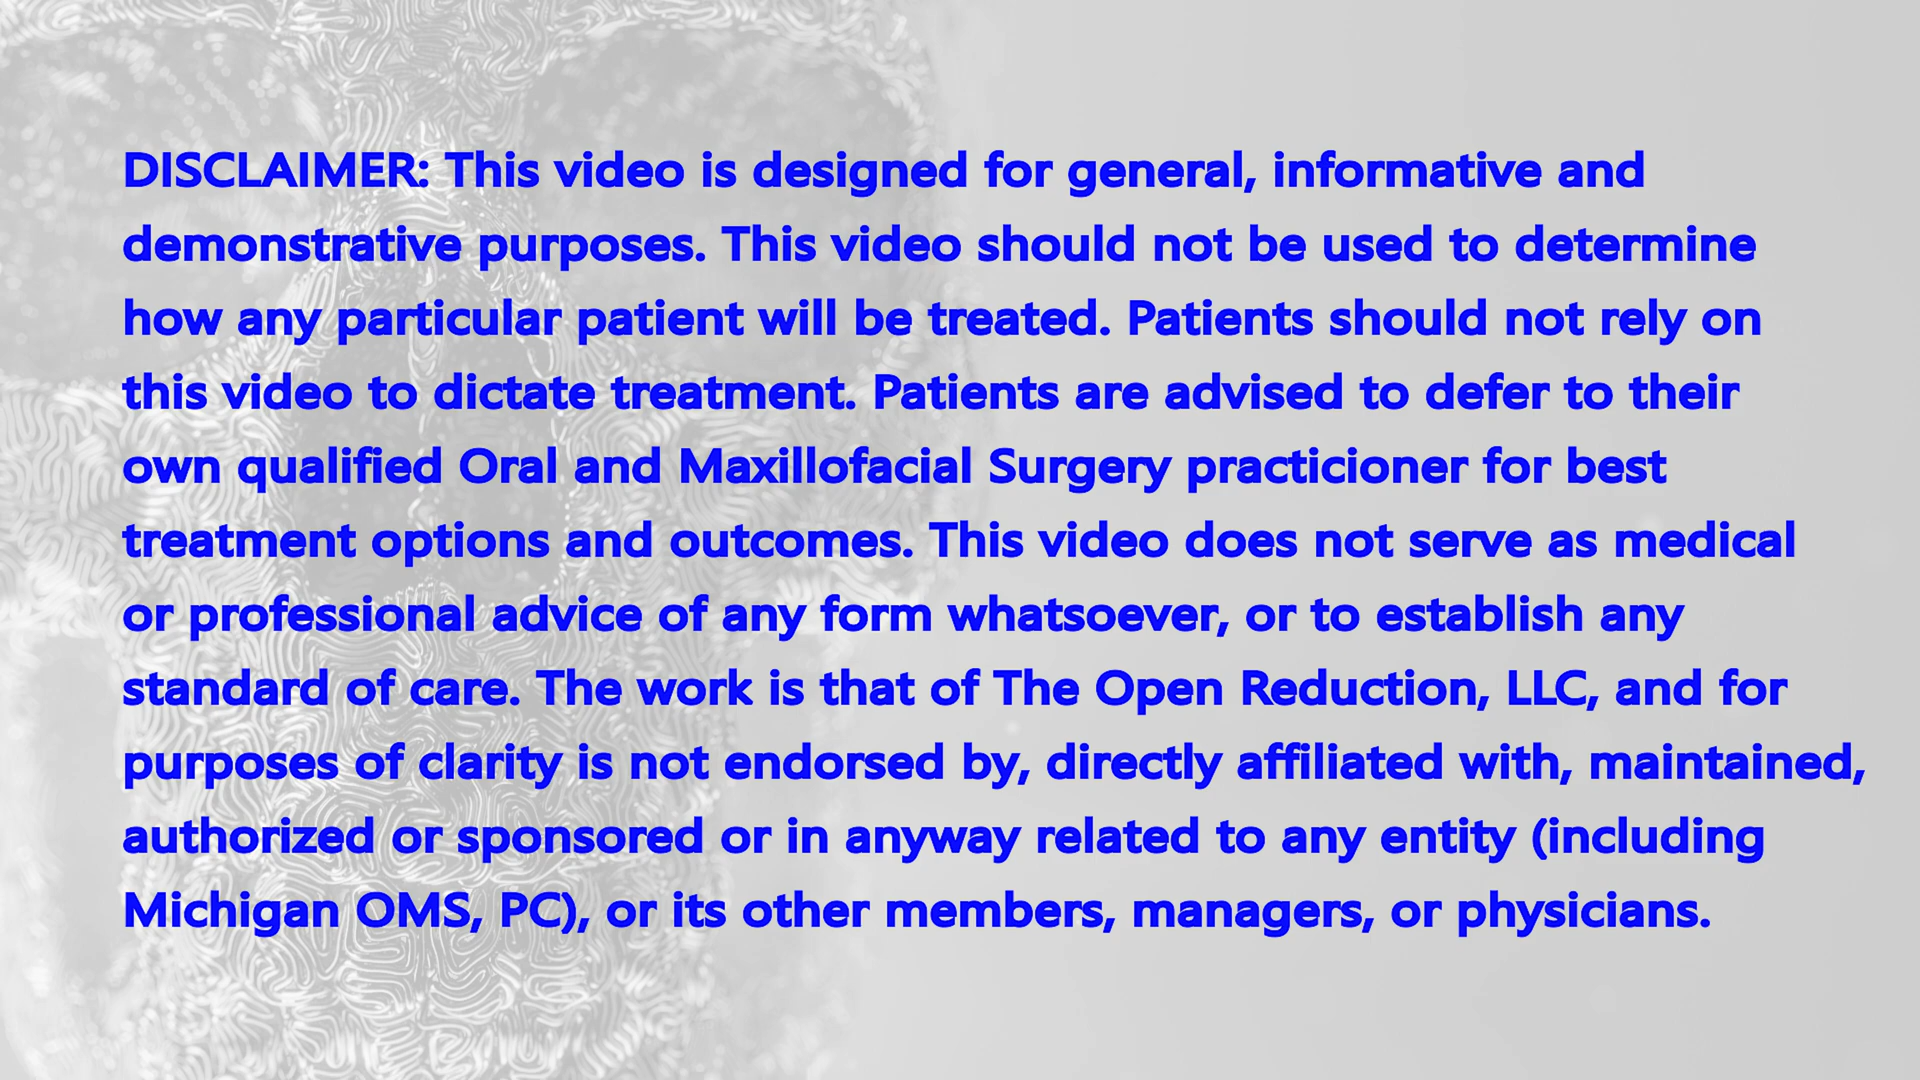 DISCLAIMER: This video is designed for general, informative and
demonstrative purposes. This video should not be used to determine
how any particular patient will be treated. Patients should not rely on
this video to dictate treatment. Patients are advised to defer to their
own qualified Oral and Maxillofacial Surgery practicioner for best
treatment options and outcomes. This video does not serve as medical
or professional advice of any form whatsoever, or to establish any
standard of care. The work is that of The Open Reduction, LLC, and for
purposes of clarity is not endorsed by, directly affiliated with, maintained,
authorized or sponsored or in anyway related to any entity (including
Michigan OMS, PC), or its other members, managers, or physicians.